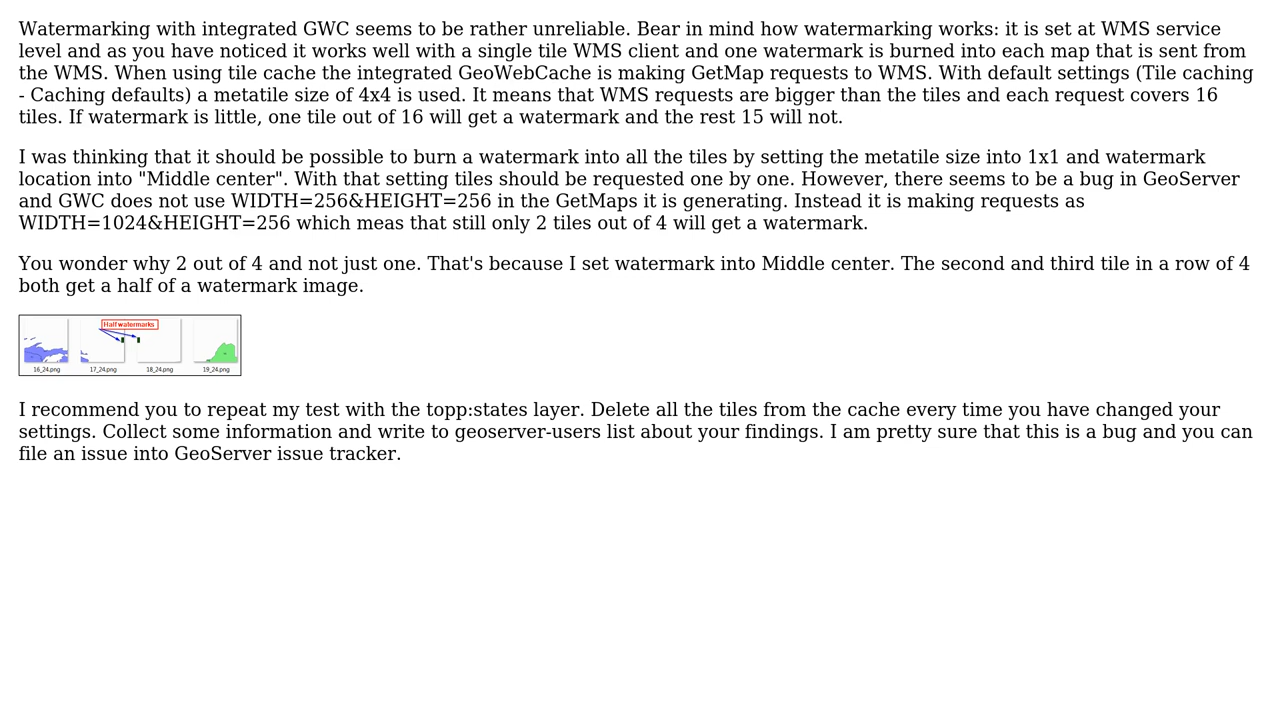 Watermarking with integrated GWC seems to be rather unreliable. Bear in mind how watermarking works: it is set at WMS service
level and as you have noticed it works well with a single tile WMS client and one watermark is burned into each map that is sent from
the WMS. When using tile cache the integrated GeoWebCache is making GetMap requests to WMS. With default settings (Tile caching
- Caching defaults) a metatile size of 4x4 is used. It means that WMS requests are bigger than the tiles and each request covers 16
tiles. If watermark is little, one tile out of 16 will get a watermark and the rest 15 will not.
I was thinking that it should be possible to burn a watermark into all the tiles by setting the metatile size into 1x1 and watermark
location into "Middle center". With that setting tiles should be requested one by one. However, there seems to be a bug in GeoServer
and GWC does not use WIDTH=256&HEIGHT=256 in the GetMaps it is generating. Instead it is making requests as
WIDTH=1024&HEIGHT=256 which meas that still only 2 tiles out of 4 will get a watermark.
You wonder why 2 out of 4 and not just one. That's because I set watermark into Middle center. The second and third tile in a row of 4
both get a half of a watermark image.
Half watermarks
16_24.png 17_24.png 18_24.png 19_24.png
I recommend you to repeat my test with the topp:states layer. Delete all the tiles from the cache every time you have changed your
settings. Collect some information and write to geoserver-users list about your findings. I am pretty sure that this is a bug and you can
file an issue into GeoServer issue tracker.